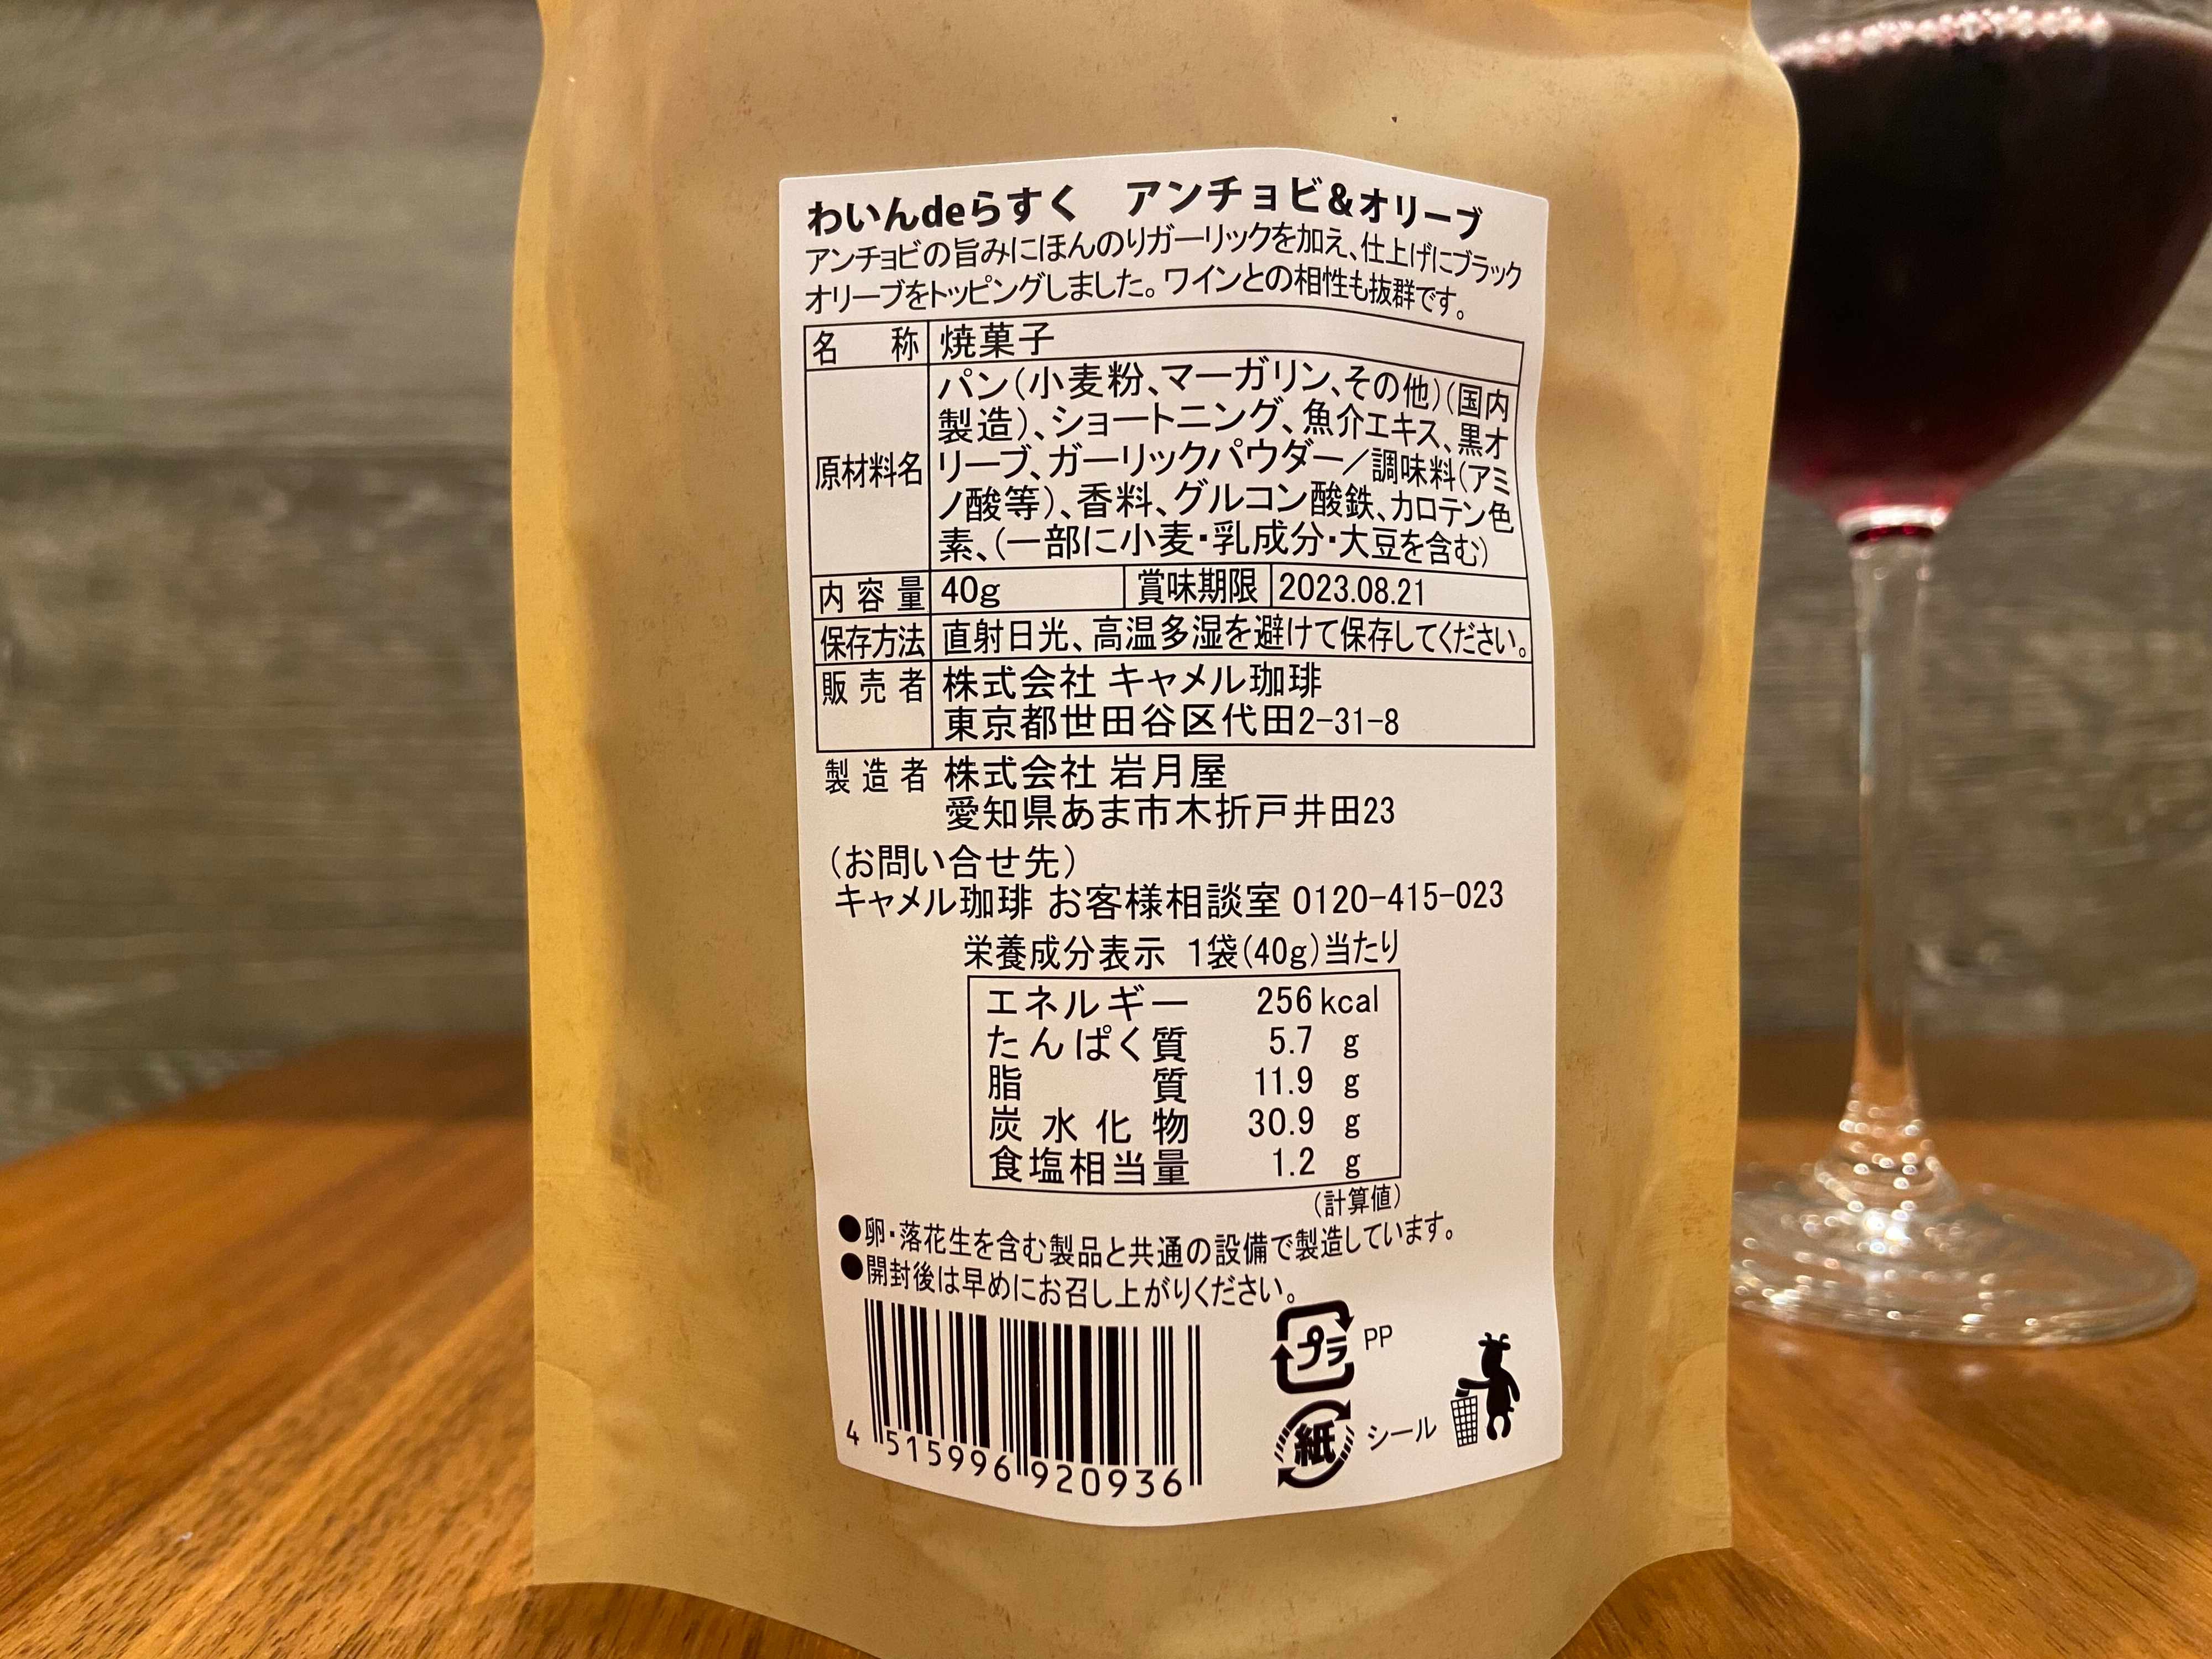 わいんdeらすく アンチョビ&オリーブ
アンチョビの旨みにほんのりガーリックを加え、仕上げにブラック
オリーブをトッピングしました。ワインとの相性も抜群です。
名 称 焼菓子
原材料名 パン(小麦粉、マーガリン、その他)(国内
製造)、ショートニング、魚介エキス、黒オ
リーブ、ガーリックパウダー/調味料(アミ
ノ酸等)、香料、グルコン酸鉄、カロテン色
素、(一部に小麦・乳成分・大豆を含む)
内容量 40g 賞味期限 2023.08.21
保存方法 直射日光、高温多湿を避けて保存してください。
販売者 株式会社 キャメル珈琲
東京都世田谷区代田2-31-8
製造者 株式会社 岩月屋
愛知県あま市木折戸井田23
(お問い合せ先)
キャメル珈琲 お客様相談室 0120-415-023
栄養成分表示 1袋(40g)当たり
エネルギー 256kcal
たんぱく質 5.7 g
脂質 11.9 g
炭水化物 30.9 g
食塩相当量 1.2 g
(計算値)
●卵・落花生を含む製品と共通の設備で製造しています。
●開封後は早めにお召し上がりください。
プラ PP
紙 シール
4 515996 920936